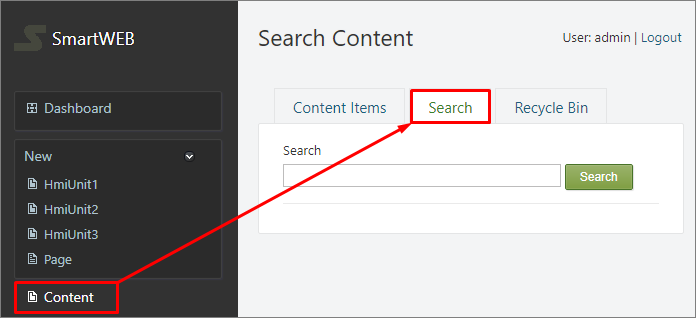 SmartWEB
Dashboard
New
HmiUnit1
HmiUnit2
HmiUnit3
Page
Content
Search Content
User: admin | Logout
Content Items
Search
Recycle Bin
Search
Search